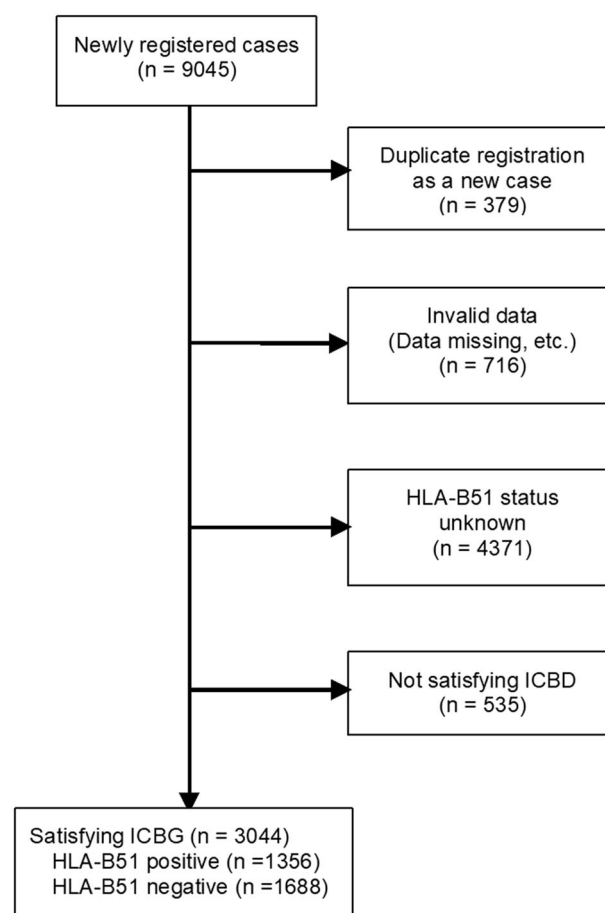 Newly registered cases
(n = 9045)
Duplicate registration
as a new case
(n = 379)
Invalid data
(Data missing, etc.)
(n = 716)
HLA-B51 status
unknown
(n = 4371)
Not satisfying ICBD
(n = 535)
Satisfying ICBG (n = 3044)
HLA-B51 positive (n =1356)
HLA-B51 negative (n =1688)